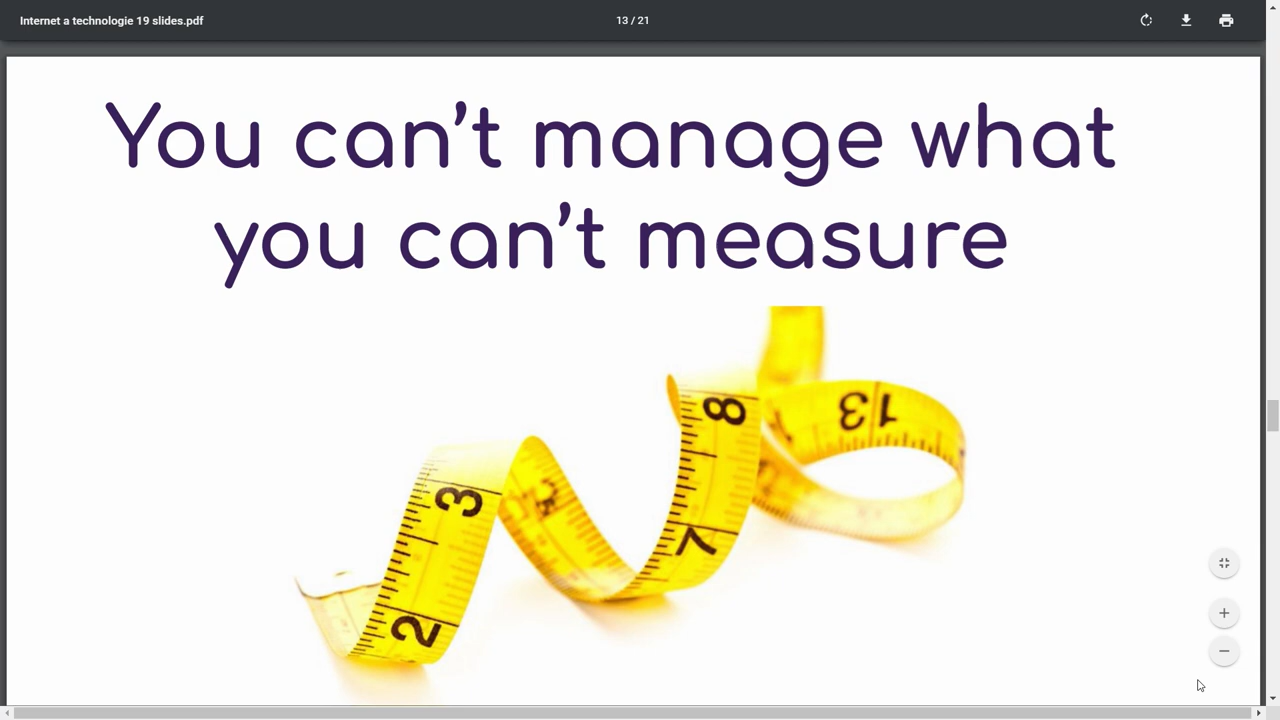 Internet a technologie 19 slides.pdf
13 / 21
You can’t manage what
you can’t measure
8
13
3
7
2